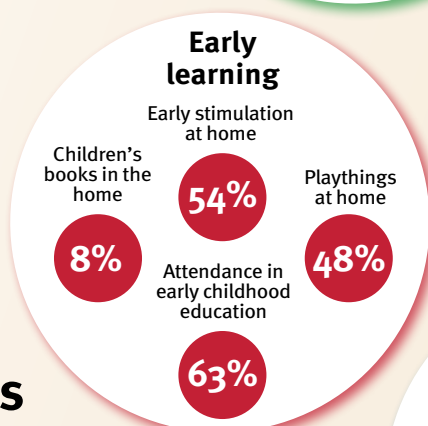 Early
learning
Early stimulation
at home
54%
Children's
books in the
home
8%
Playthings
at home
48%
Attendance in
early childhood
education
63%
s